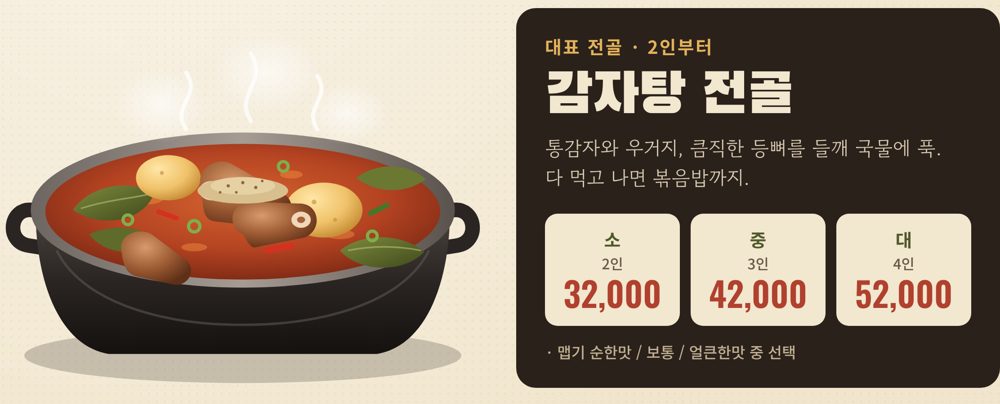 대표 전골 · 2인부터
감자탕 전골
통감자와 우거지, 큼직한 등뼈를 들깨 국물에 푹.
다 먹고 나면 볶음밥까지.
소
2인
32,000
중
3인
42,000
대
4인
52,000
· 맵기 순한맛 / 보통 / 얼큰한맛 중 선택